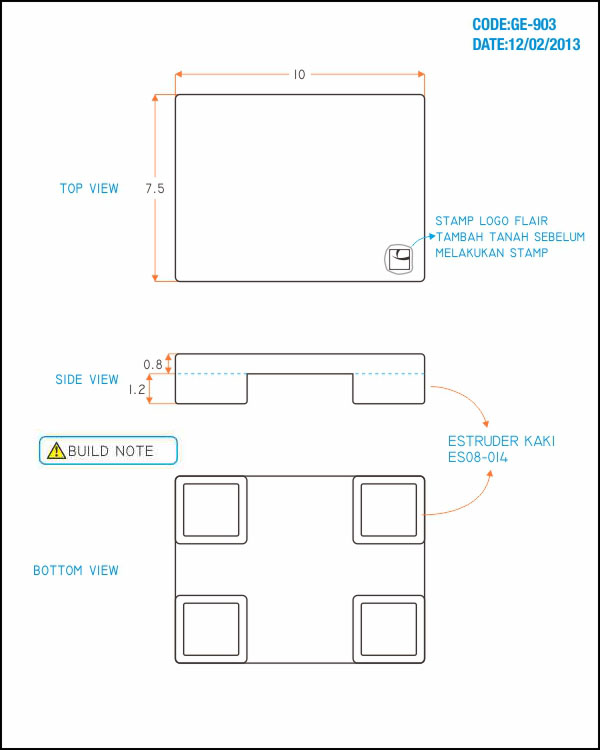 CODE:GE-903
DATE:12/02/2013
10
TOP VIEW
7.5
STAMP LOGO FLAIR
TAMBAH TANAH SEBELUM
MELAKUKAN STAMP
0.8
SIDE VIEW
1.2
BUILD NOTE
ESTRUDER KAKI
ES08-014
BOTTOM VIEW